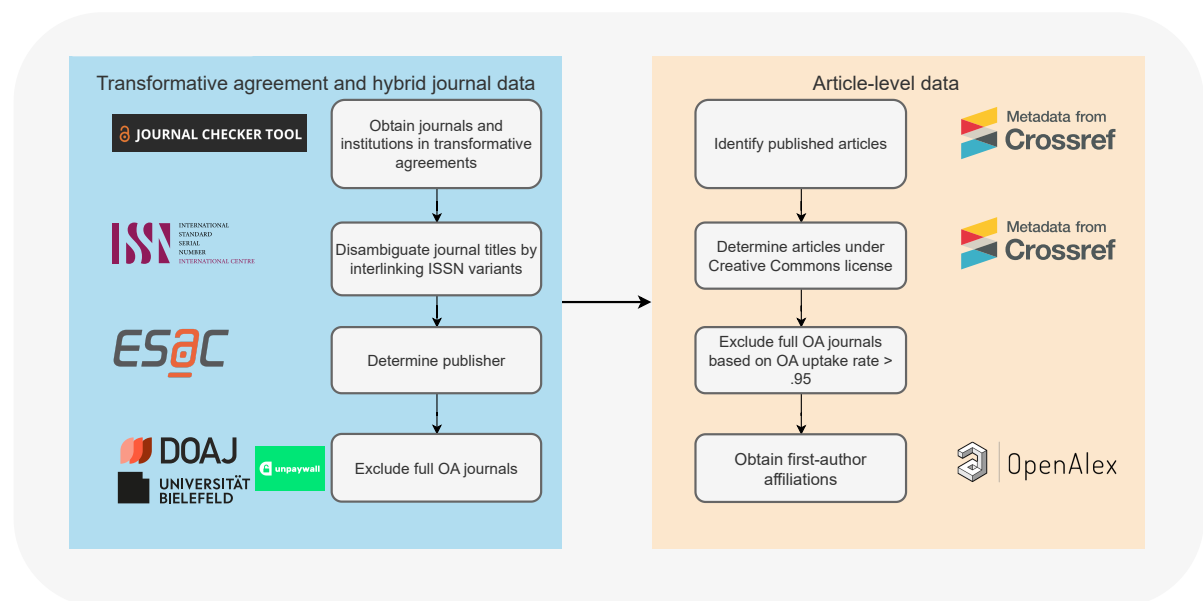 Transformative agreement and hybrid journal data
JOURNAL CHECKER TOOL
Obtain journals and
institutions in transformative
agreements
ISSN
INTERNATIONAL
STANDARD
SERIAL
NUMBER
INTERNATIONAL CENTRE
Disambiguate journal titles by
interlinking ISSN variants
ESAC
Determine publisher
DOAJ
UNIVERSITÄT
BIELEFELD
unpaywall
Exclude full OA journals
Article-level data
Identify published articles
Metadata from
Crossref
Determine articles under
Creative Commons license
Metadata from
Crossref
Exclude full OA journals
based on OA uptake rate >
.95
Obtain first-author
affiliations
OpenAlex